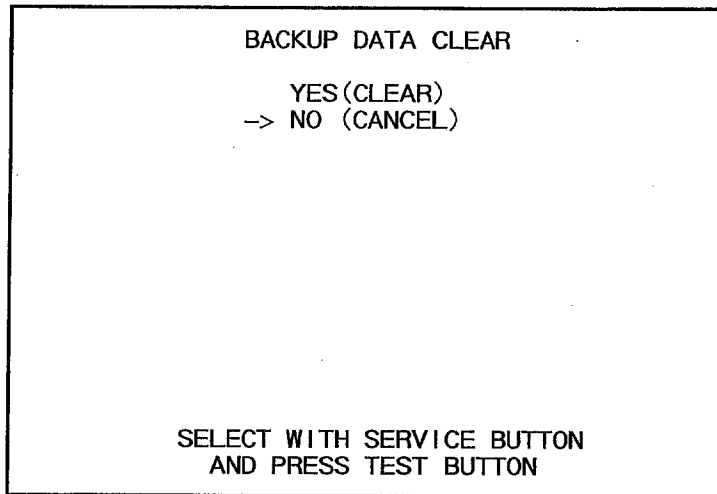 BACKUP DATA CLEAR
YES(CLEAR)
-> NO (CANCEL)
SELECT WITH SERVICE BUTTON
AND PRESS TEST BUTTON